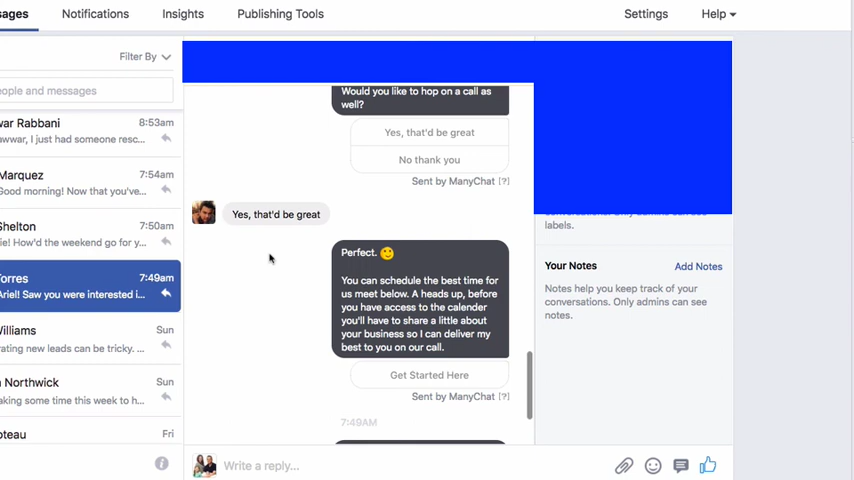 sages Notifications Insights Publishing Tools Settings Help
Filter By
eople and messages
war Rabbani 8:53am
awwar, I just had someone resc...
Marquez 7:54am
Good morning! Now that you've...
Shelton 7:50am
ie! How'd the weekend go for y...
Torres 7:49am
Ariel! Saw you were interested i...
Williams Sun
rating new leads can be tricky. ...
n Northwick Sun
aking some time this week to h...
oteau Fri
Would you like to hop on a call as
well?
Yes, that'd be great
No thank you
Sent by ManyChat [?]
Yes, that'd be great
Perfect. 🙂
You can schedule the best time for
us meet below. A heads up, before
you have access to the calender
you'll have to share a little about
your business so I can deliver my
best to you on our call.
Get Started Here
Sent by ManyChat [?]
7:49AM
Write a reply...
conversations. Only admins can see
labels.
Your Notes Add Notes
Notes help you keep track of your
conversations. Only admins can see
notes.